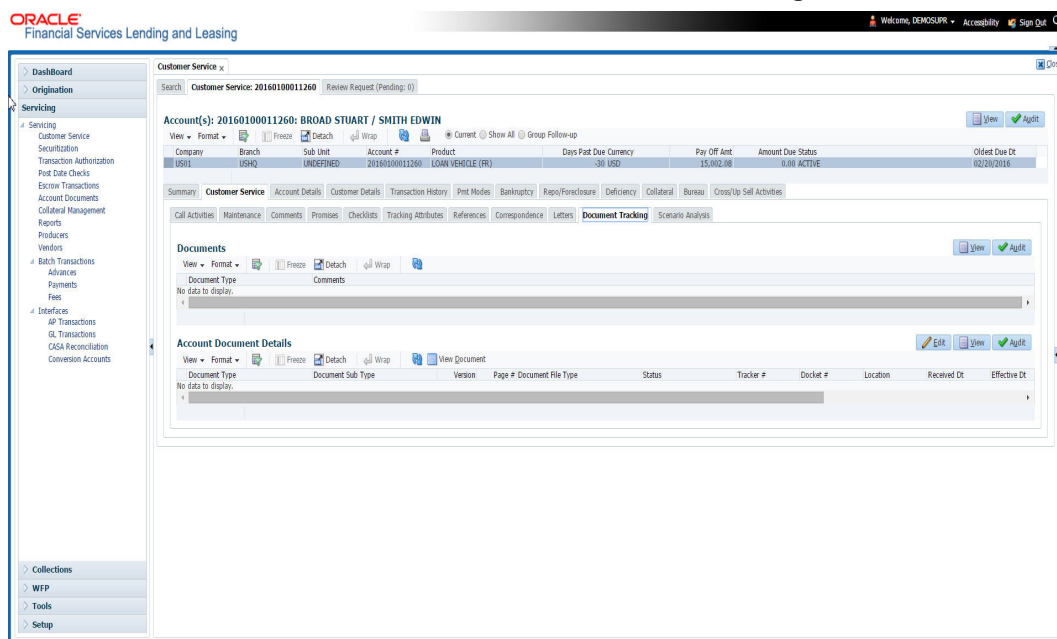 ORACLE®
Financial Services Lending and Leasing
Welcome, DEMOSUPR Accessibility Sign Out
DashBoard
Origination
Servicing
Servicing
Customer Service
Securitization
Transaction Authorization
Post Date Checks
Escrow Transactions
Account Documents
Collateral Management
Reports
Producers
Vendors
Batch Transactions
Advances
Payments
Fees
Interfaces
AP Transactions
GL Transactions
CASA Reconciliation
Conversion Accounts
Collections
WFP
Tools
Setup
Customer Service x
Search Customer Service: 20160100011260 Review Request (Pending: 0)
Account(s): 20160100011260: BROAD STUART / SMITH EDWIN View Audit
View Format Freeze Detach Wrap Current Show All Group Follow-up
Company Branch Sub Unit Account # Product Days Past Due Currency Pay Off Amt Amount Due Status Oldest Due Dt
US01 USHQ UNDEFINED 20160100011260 LOAN VEHICLE (FR) -30 USD 15,002.08 0.00 ACTIVE 02/20/2016
Summary Customer Service Account Details Customer Details Transaction History Pmt Modes Bankruptcy Repo/Foreclosure Deficiency Collateral Bureau Cross/Up Sell Activities
Call Activities Maintenance Comments Promises Checklists Tracking Attributes References Correspondence Letters Document Tracking Scenario Analysis
Documents View Audit
View Format Freeze Detach Wrap
Document Type Comments
No data to display.
Account Document Details Edit View Audit
View Format Freeze Detach Wrap View Document
Document Type Document Sub Type Version Page # Document File Type Status Tracker # Docket # Location Received Dt Effective Dt
No data to display.